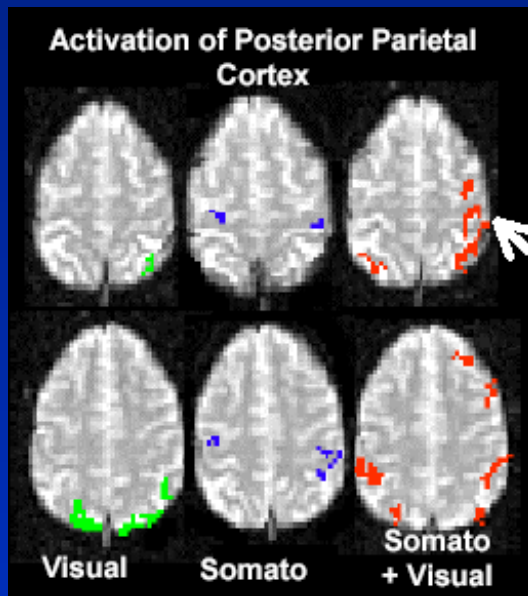 Activation of Posterior Parietal
Cortex
Visual
Somato
Somato
+ Visual